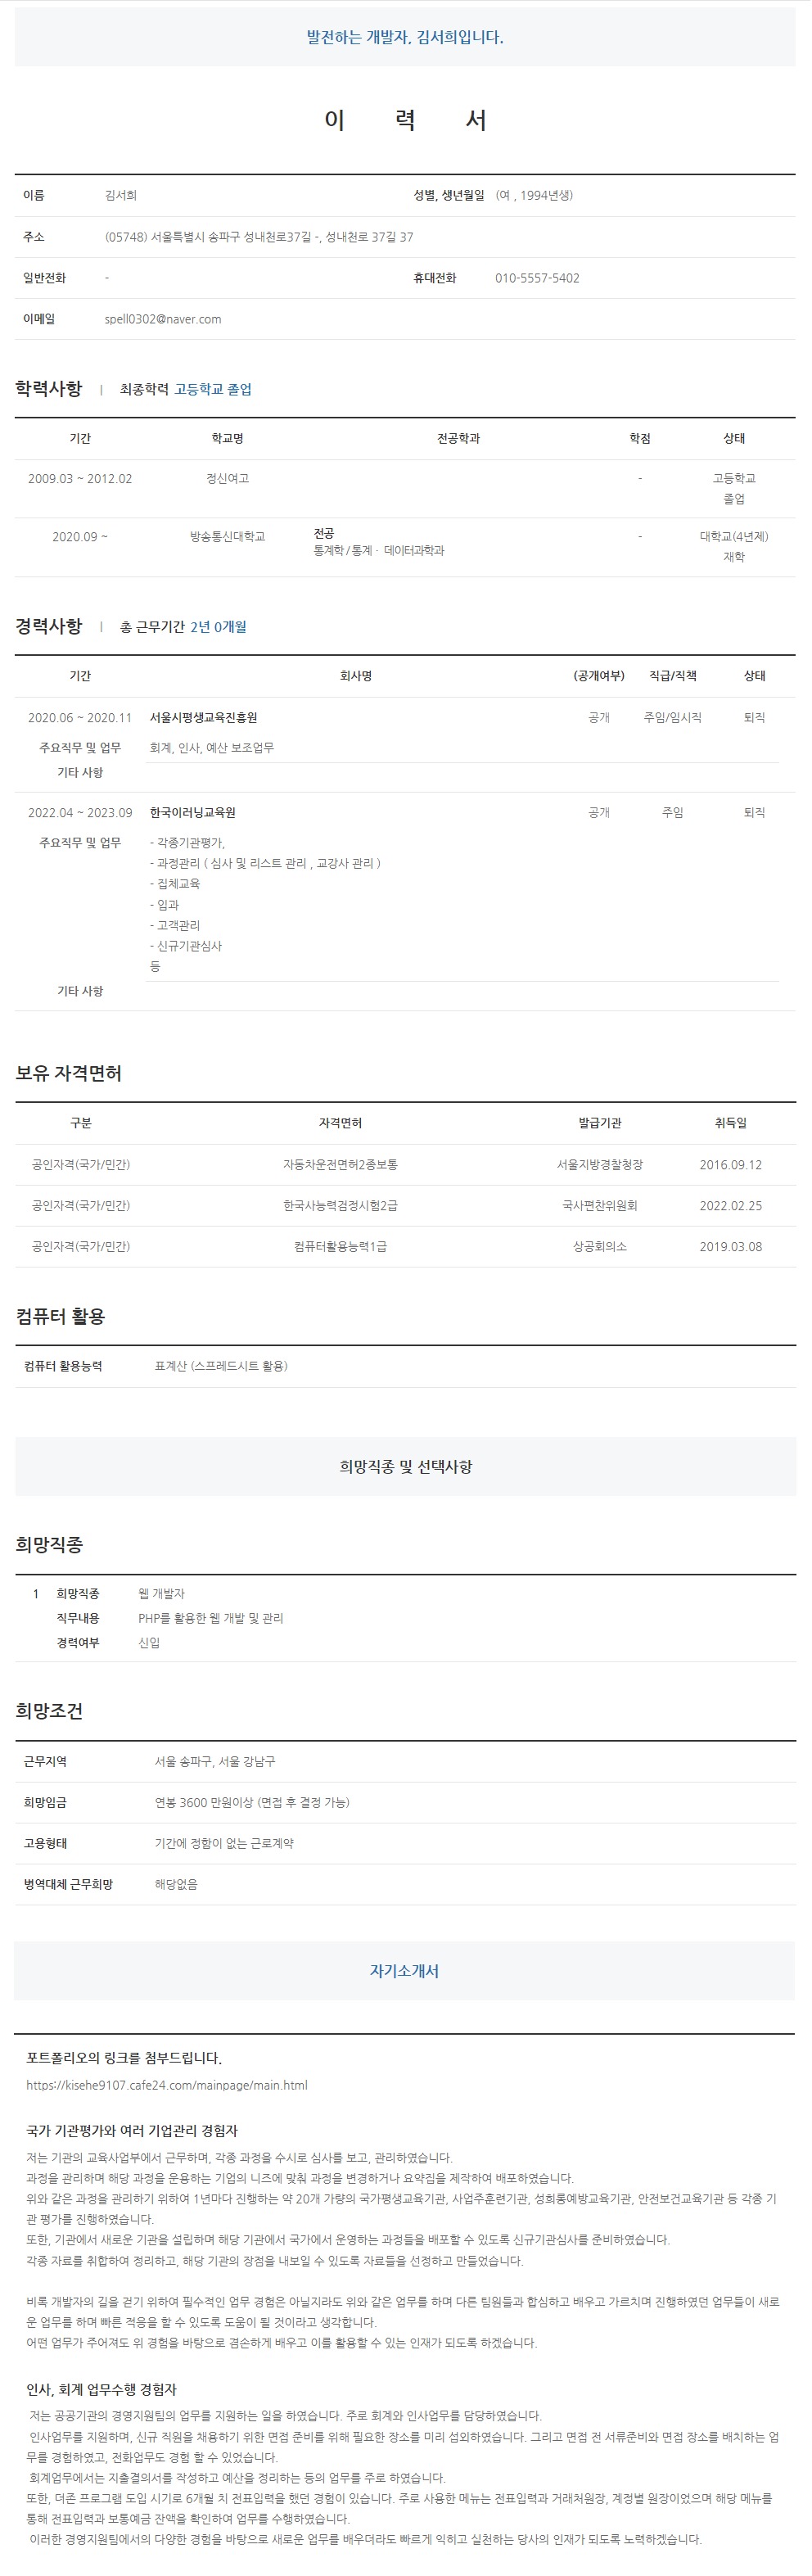 발전하는 개발자, 김서희입니다.
이 력 서
이름 김서희 성별, 생년월일 (여 , 1994년생)
주소 (05748) 서울특별시 송파구 성내천로37길 -, 성내천로 37길 37
일반전화 - 휴대전화 010-5557-5402
이메일 spell0302@naver.com
학력사항 | 최종학력 고등학교 졸업
기간 학교명 전공학과 학점 상태
2009.03 ~ 2012.02 정신여고 - 고등학교
졸업
2020.09 ~ 방송통신대학교 전공 - 대학교(4년제)
통계학 / 통계ㆍ 데이터과학과 재학
경력사항 | 총 근무기간 2년 0개월
기간 회사명 (공개여부) 직급/직책 상태
2020.06 ~ 2020.11 서울시평생교육진흥원 공개 주임/임시직 퇴직
주요직무 및 업무 회계, 인사, 예산 보조업무
기타 사항
2022.04 ~ 2023.09 한국이러닝교육원 공개 주임 퇴직
주요직무 및 업무 - 각종기관평가,
- 과정관리 ( 심사 및 리스트 관리 , 교강사 관리 )
- 집체교육
- 임과
- 고객관리
- 신규기관심사
등
기타 사항
보유 자격면허
구분 자격면허 발급기관 취득일
공인자격(국가/민간) 자동차운전면허2종보통 서울지방경찰청장 2016.09.12
공인자격(국가/민간) 한국사능력검정시험2급 국사편찬위원회 2022.02.25
공인자격(국가/민간) 컴퓨터활용능력1급 상공회의소 2019.03.08
컴퓨터 활용
컴퓨터 활용능력 표계산 (스프레드시트 활용)
희망직종 및 선택사항
희망직종
1 희망직종 웹 개발자
직무내용 PHP를 활용한 웹 개발 및 관리
경력여부 신입
희망조건
근무지역 서울 송파구, 서울 강남구
희망임금 연봉 3600 만원이상 (면접 후 결정 가능)
고용형태 기간에 정함이 없는 근로계약
병역대체 근무희망 해당없음
자기소개서
포트폴리오의 링크를 첨부드립니다.
https://kisehe9107.cafe24.com/mainpage/main.html
국가 기관평가와 여러 기업관리 경험자
저는 기관의 교육사업부에서 근무하며, 각종 과정을 수시로 심사를 보고, 관리하였습니다.
과정을 관리하며 해당 과정을 운용하는 기업의 니즈에 맞춰 과정을 변경하거나 요약집을 제작하여 배포하였습니다.
위와 같은 과정을 관리하기 위하여 1년마다 진행하는 약 20개 가량의 국가평생교육기관, 사업주훈련기관, 성희롱예방교육기관, 안전보건교육기관 등 각종 기
관 평가를 진행하였습니다.
또한, 기관에서 새로운 기관을 설립하며 해당 기관에서 국가에서 운영하는 과정들을 배포할 수 있도록 신규기관심사를 준비하였습니다.
각종 자료를 취합하여 정리하고, 해당 기관의 장점을 내보일 수 있도록 자료들을 선정하고 만들었습니다.
비록 개발자의 길을 걷기 위하여 필수적인 업무 경험은 아닐지라도 위와 같은 업무를 하며 다른 팀원들과 합심하고 배우고 가르치며 진행하였던 업무들이 새로
운 업무를 하며 빠른 적응을 할 수 있도록 도움이 될 것이라고 생각합니다.
어떤 업무가 주어져도 위 경험을 바탕으로 겸손하게 배우고 이를 활용할 수 있는 인재가 되도록 하겠습니다.
인사, 회계 업무수행 경험자
저는 공공기관의 경영지원팀의 업무를 지원하는 일을 하였습니다. 주로 회계와 인사업무를 담당하였습니다.
인사업무를 지원하며, 신규 직원을 채용하기 위한 면접 준비를 위해 필요한 장소를 미리 섭외하였습니다. 그리고 면접 전 서류준비와 면접 장소를 배치하는 업
무를 경험하였고, 전화업무도 경험 할 수 있었습니다.
회계업무에서는 지출결의서를 작성하고 예산을 정리하는 등의 업무를 주로 하였습니다.
또한, 더존 프로그램 도입 시기로 6개월 치 전표입력을 했던 경험이 있습니다. 주로 사용한 메뉴는 전표입력과 거래처원장, 계정별 원장이었으며 해당 메뉴를
통해 전표입력과 보통예금 잔액을 확인하여 업무를 수행하였습니다.
이러한 경영지원팀에서의 다양한 경험을 바탕으로 새로운 업무를 배우더라도 빠르게 익히고 실천하는 당사의 인재가 되도록 노력하겠습니다.